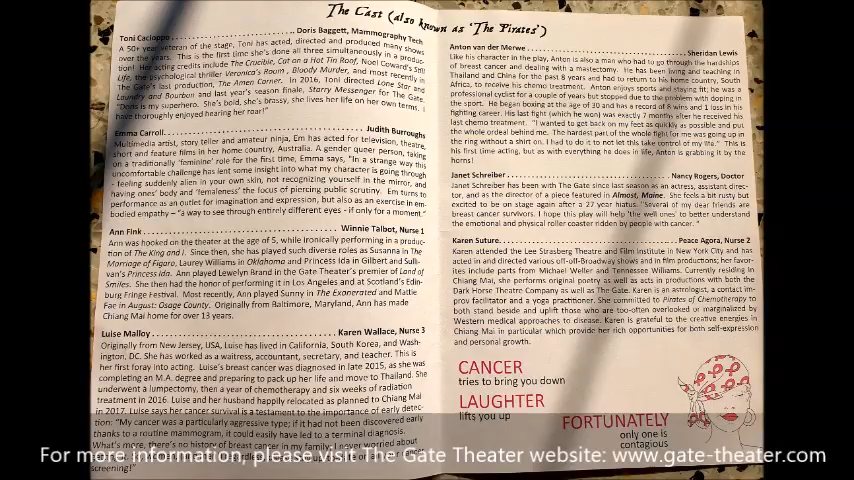 The Cast (also known as 'The Pirates')
Toni Cacioppo Doris Baggett, Mammography Tech
A 50+ year veteran of the stage, Toni has acted, directed and produced many shows
over the years. This is the first time she's done all three simultaneously in a produc-
tion! Her acting credits include The Crucible, Cat on a Hot Tin Roof, Noel Coward's Still
Life, the psychological thriller Veronica's Room, Bloody Murder, and most recently in
The Gate's last production, The Amen Corner. In 2016, Toni directed Lone Star and
Laundry and Bourbon and last year's season finale, Starry Messenger for The Gate.
"Doris is my superhero. She's bold, she's brassy, she lives her life on her own terms. I
have thoroughly enjoyed hearing her roar!"
Emma Carroll Judith Burroughs
Multimedia artist, story teller and amateur ninja, Em has acted for television, theatre,
short and feature films in her home country, Australia. A gender queer person, taking
on a traditionally 'feminine' role for the first time, Emma says, "In a strange way this
uncomfortable challenge has lent some insight into what my character is going through
- feeling suddenly alien in your own skin, not recognizing yourself in the mirror, and
having ones' body and 'femaleness' the focus of piercing public scrutiny. Em turns to
performance as an outlet for imagination and expression, but also as an exercise in em-
bodied empathy – "a way to see through entirely different eyes - if only for a moment."
Ann Fink Winnie Talbot, Nurse 1
Ann was hooked on the theater at the age of 5, while ironically performing in a produc-
tion of The King and I. Since then, she has played such diverse roles as Susanna in The
Marriage of Figaro, Laurey Williams in Oklahoma and Princess Ida in Gilbert and Sulli-
van's Princess Ida. Ann played Lewelyn Brand in the Gate Theater's premier of Land of
Smiles. She then had the honor of performing it in Los Angeles and at Scotland's Edin-
burg Fringe Festival. Most recently, Ann played Sunny in The Exonerated and Mattie
Fae in August: Osage County. Originally from Baltimore, Maryland, Ann has made
Chiang Mai home for over 13 years.
Luise Malloy Karen Wallace, Nurse 3
Originally from New Jersey, USA, Luise has lived in California, South Korea, and Wash-
ington, DC. She has worked as a waitress, accountant, secretary, and teacher. This is
her first foray into acting. Luise's breast cancer was diagnosed in late 2015, as she was
completing an M.A. degree and preparing to pack up her life and move to Thailand. She
underwent a lumpectomy, then a year of chemotherapy and six weeks of radiation
treatment in 2016. Luise and her husband happily relocated as planned to Chiang Mai
in 2017. Luise says her cancer survival is a testament to the importance of early detec-
tion: "My cancer was a particularly aggressive type; if it had not been discovered early
thanks to a routine mammogram, it could easily have led to a terminal diagnosis.
What's more, there's no history of breast cancer in my family; I never worried about
screening!"
Anton van der Merwe Sheridan Lewis
Like his character in the play, Anton is also a man who had to go through the hardships
of breast cancer and dealing with a mastectomy. He has been living and teaching in
Thailand and China for the past 8 years and had to return to his home country, South
Africa, to receive his chemo treatment. Anton enjoys sports and staying fit; he was a
professional cyclist for a couple of years but stopped due to the problem with doping in
the sport. He began boxing at the age of 30 and has a record of 8 wins and 1 loss in his
fighting career. His last fight (which he won) was exactly 7 months after he received his
last chemo treatment. "I wanted to get back on my feet as quickly as possible and put
the whole ordeal behind me. The hardest part of the whole fight for me was going up in
the ring without a shirt on. I had to do it to not let this take control of my life." This is
his first time acting, but as with everything he does in life, Anton is grabbing it by the
horns!
Janet Schreiber Nancy Rogers, Doctor
Janet Schreiber has been with The Gate since last season as an actress, assistant direc-
tor, and as the director of a piece featured in Almost, Maine. She feels a bit rusty but
excited to be on stage again after a 27 year hiatus. "Several of my dear friends are
breast cancer survivors. I hope this play will help 'the well ones' to better understand
the emotional and physical roller coaster ridden by people with cancer."
Karen Suture Peace Agora, Nurse 2
Karen attended the Lee Strasberg Theatre and Film Institute in New York City and has
acted in and directed various off-off-Broadway shows and in film productions; her favor-
ites include parts from Michael Weller and Tennessee Williams. Currently residing in
Chiang Mai, she performs original poetry as well as acts in productions with both the
Dark Horse Theatre Company as well as The Gate. Karen is an astrologist, a contact im-
prov facilitator and a yoga practitioner. She committed to Pirates of Chemotherapy to
both stand beside and uplift those who are too-often overlooked or marginalized by
Western medical approaches to disease. Karen is grateful to the creative energies in
Chiang Mai in particular which provide her rich opportunities for both self-expression
and personal growth.
CANCER
tries to bring you down
LAUGHTER
lifts you up
FORTUNATELY
only one is
contagious
For more information, please visit The Gate Theater website: www.gate-theater.com